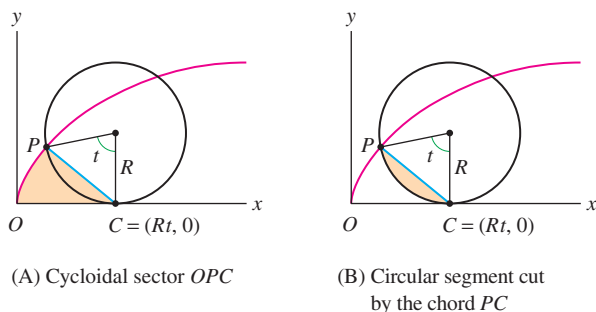 y
y
P
P
t
t
R
R
x
x
O
C = (Rt, 0)
O
C = (Rt, 0)
(A) Cycloidal sector OPC
(B) Circular segment cut
by the chord PC